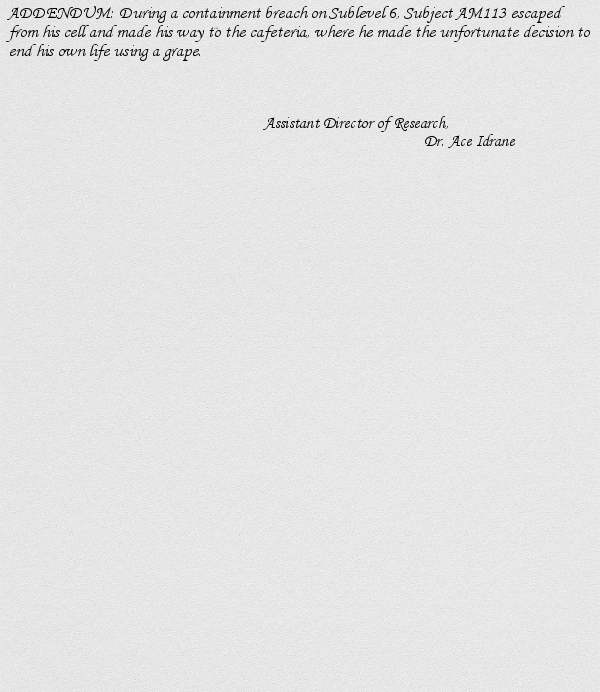 ADDENDUM: During a containment breach on Sublevel 6, Subject AM113 escaped
from his cell and made his way to the cafeteria, where he made the unfortunate decision to
end his own life using a grape.
Assistant Director of Research,
Dr. Ace Idrane